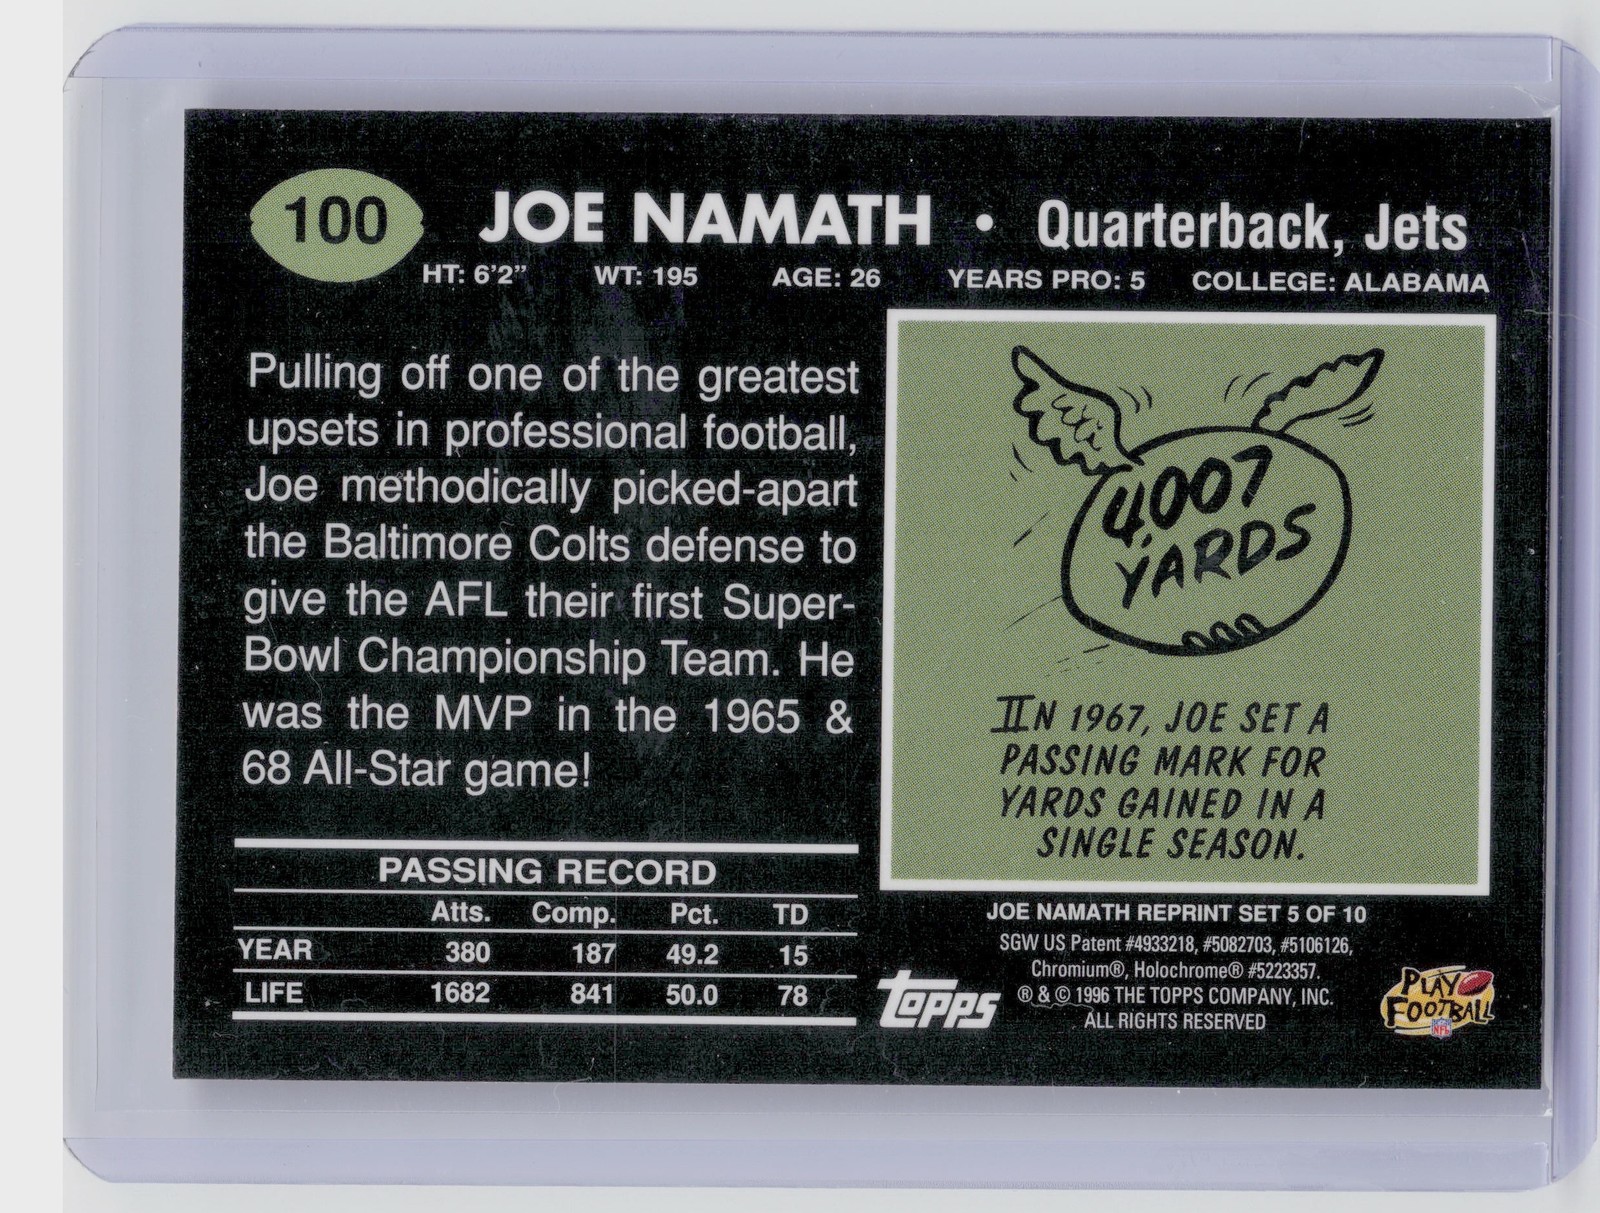 100
JOE NAMATH • Quarterback, Jets
HT: 6'2" WT: 195 AGE: 26 YEARS PRO: 5 COLLEGE: ALABAMA
Pulling off one of the greatest
upsets in professional football,
Joe methodically picked-apart
the Baltimore Colts defense to
give the AFL their first Super-
Bowl Championship Team. He
was the MVP in the 1965 &
68 All-Star game!
4,007
YARDS
IN 1967, JOE SET A
PASSING MARK FOR
YARDS GAINED IN A
SINGLE SEASON.
PASSING RECORD
Atts. Comp. Pct. TD
YEAR 380 187 49.2 15
LIFE 1682 841 50.0 78
JOE NAMATH REPRINT SET 5 OF 10
SGW US Patent #4933218, #5082703, #5106126,
Chromium®, Holochrome® #5223357.
® & © 1996 THE TOPPS COMPANY, INC.
ALL RIGHTS RESERVED
topps
PLAY
FOOTBALL
NFL